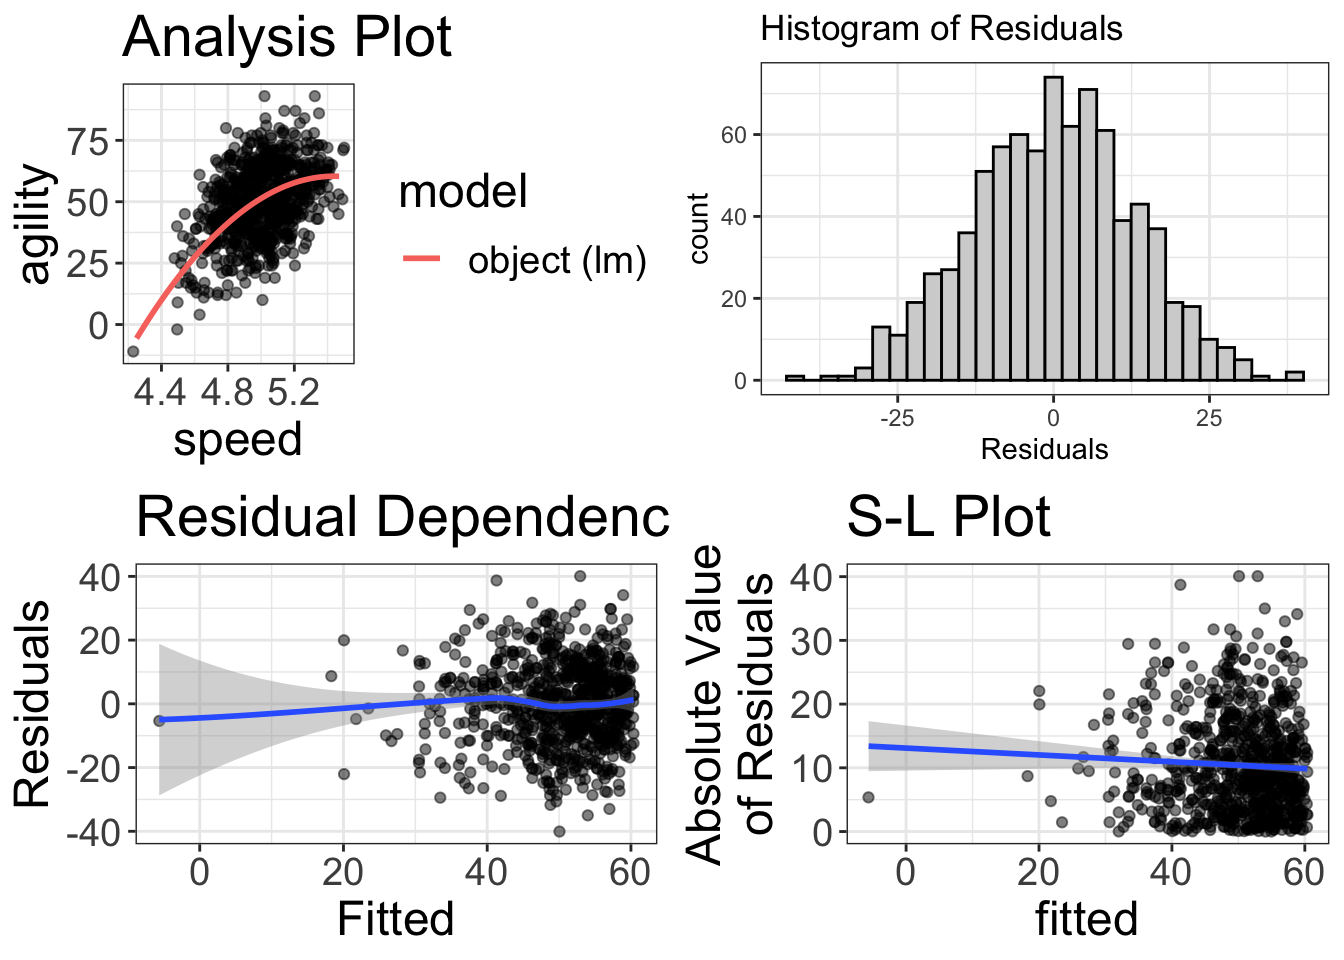 Analysis Plot
75
50
25
0
agility
4.4 4.8 5.2
speed
model
object (lm)
Histogram of Residuals
60
40
20
0
count
-25 0 25
Residuals
Residual Dependenc
40
20
0
-20
-40
Residuals
0 20 40 60
Fitted
S-L Plot
40
30
20
10
0
Absolute Value
of Residuals
0 20 40 60
fitted